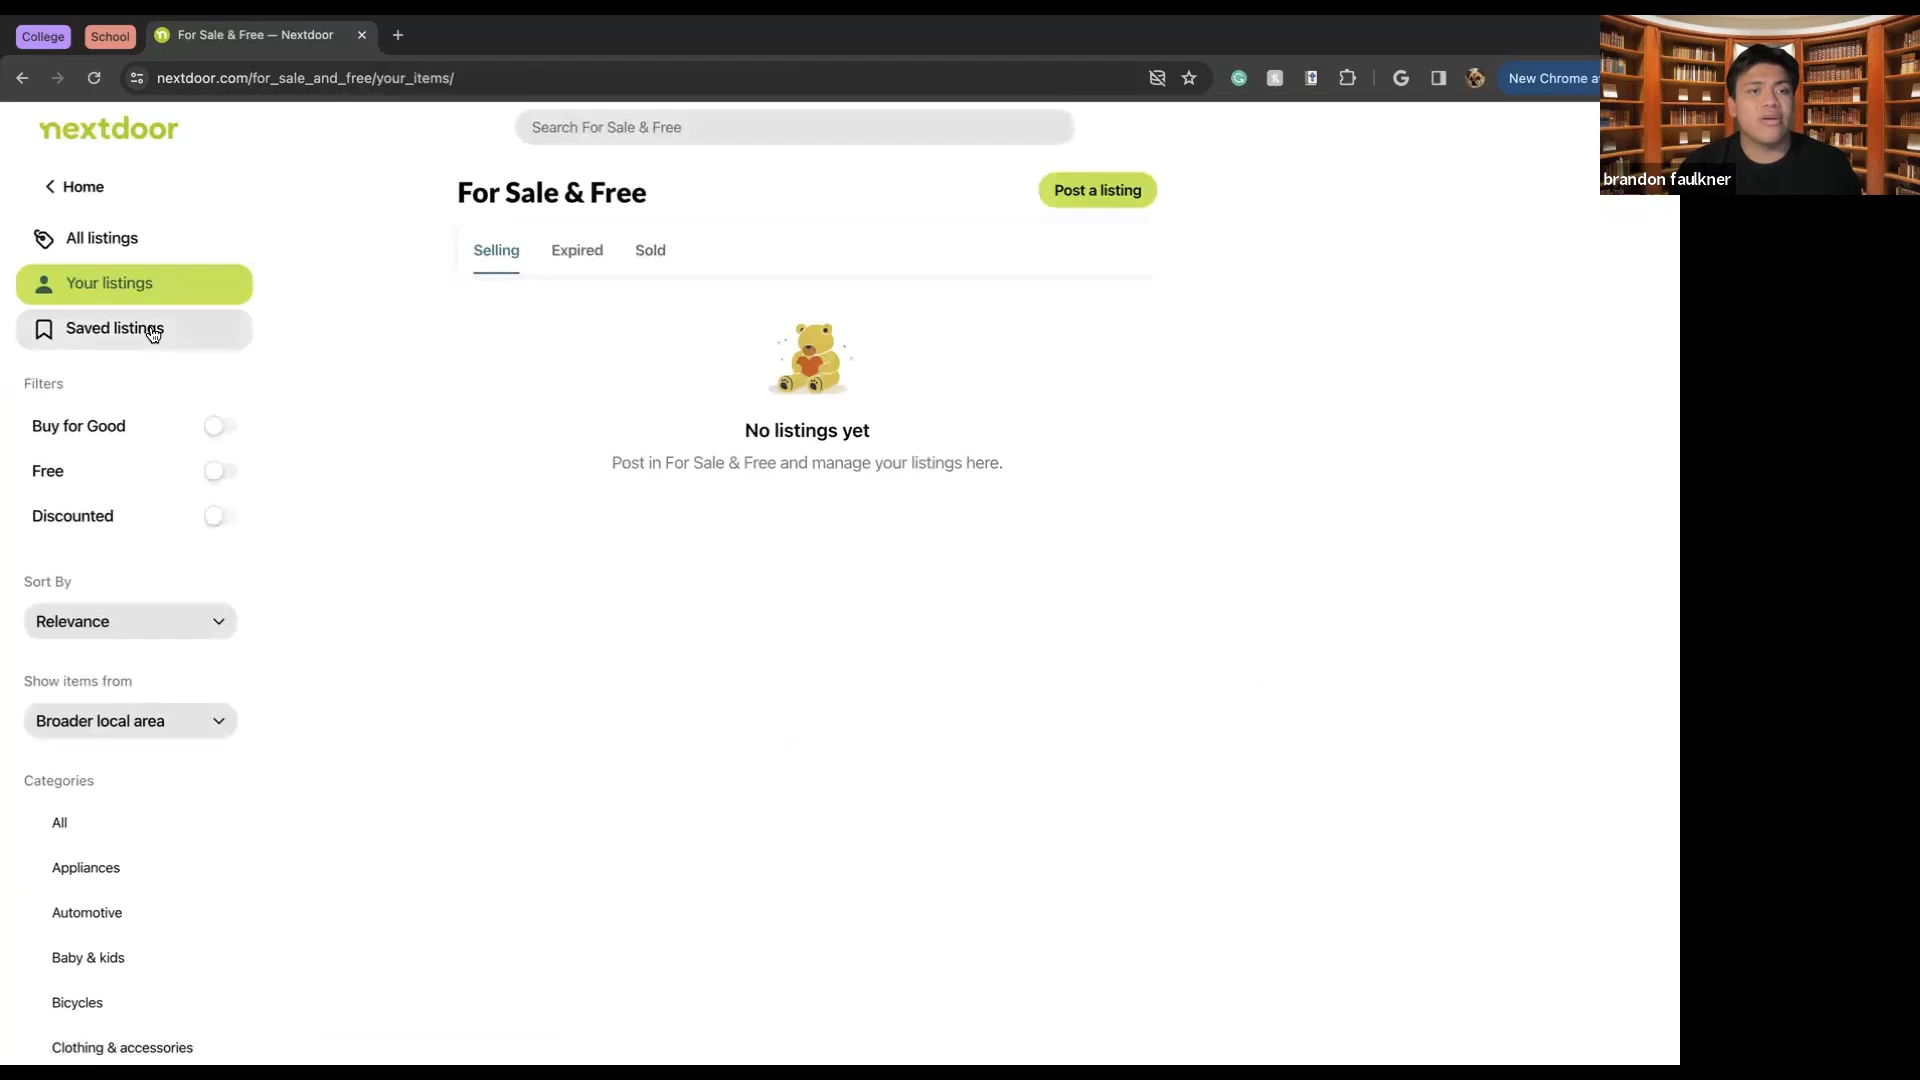 College
School
For Sale & Free — Nextdoor
nextdoor.com/for_sale_and_free/your_items/
New Chrome a
brandon faulkner
nextdoor
Search For Sale & Free
Home
For Sale & Free
Post a listing
All listings
Your listings
Saved listings
Selling
Expired
Sold
No listings yet
Post in For Sale & Free and manage your listings here.
Filters
Buy for Good
Free
Discounted
Sort By
Relevance
Show items from
Broader local area
Categories
All
Appliances
Automotive
Baby & kids
Bicycles
Clothing & accessories